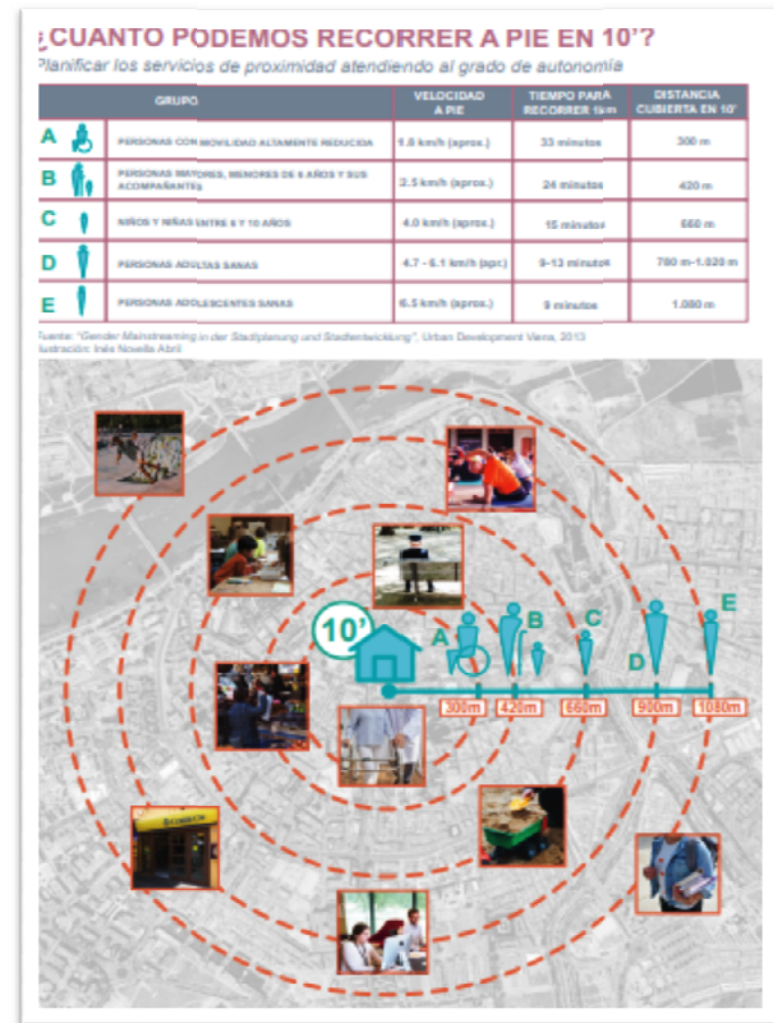 ¿CUANTO PODEMOS RECORRER A PIE EN 10'?
Planificar los servicios de proximidad atendiendo al grado de autonomía
GRUPO
VELOCIDAD
A PIE
TIEMPO PARA
RECORRER 1km
DISTANCIA
CUBIERTA EN 10'
A PERSONAS CON MOVILIDAD ALTAMENTE REDUCIDA 1.8 km/h (aprox.) 33 minutos 300 m
B PERSONAS MAYORES, MENORES DE 6 AÑOS Y SUS
ACOMPAÑANTES 2.5 km/h (aprox.) 24 minutos 420 m
C NIÑOS Y NIÑAS ENTRE 6 Y 10 AÑOS 4.0 km/h (aprox.) 15 minutos 660 m
D PERSONAS ADULTAS SANAS 4.7 - 6.1 km/h (apr.) 9-13 minutos 780 m-1.020 m
E PERSONAS ADOLESCENTES SANAS 6.5 km/h (aprox.) 9 minutos 1.080 m
Fuente: "Gender Mainstreaming in der Stadtplanung und Stadtentwicklung", Urban Development Viena, 2013
Ilustración: Inés Novella Abril
10'
A B C D E
300m 420m 660m 900m 1080m
CORREOS